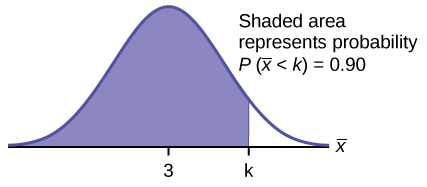 Shaded area
represents probability
P (x̅ < k) = 0.90
x̅
3
k